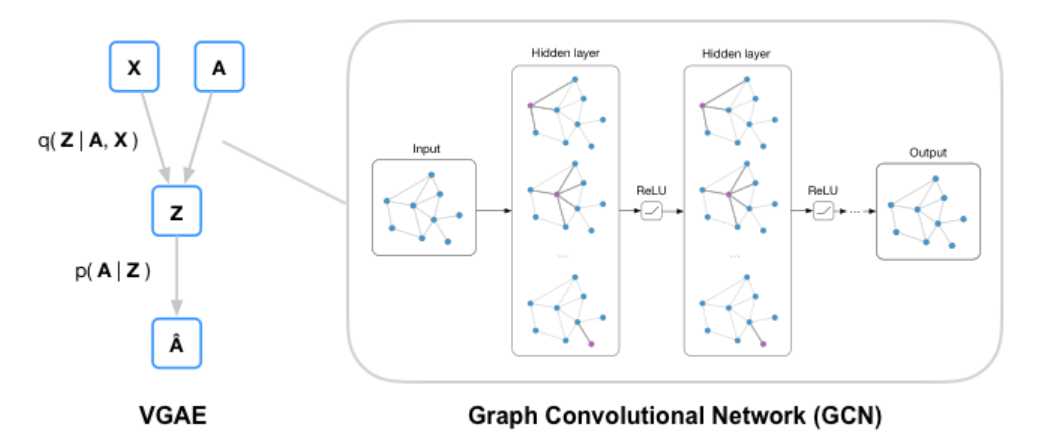 X
A
q( Z | A, X )
Z
p( A | Z )
Â
VGAE
Input
Hidden layer
...
ReLU
Hidden layer
...
ReLU
...
Output
Graph Convolutional Network (GCN)